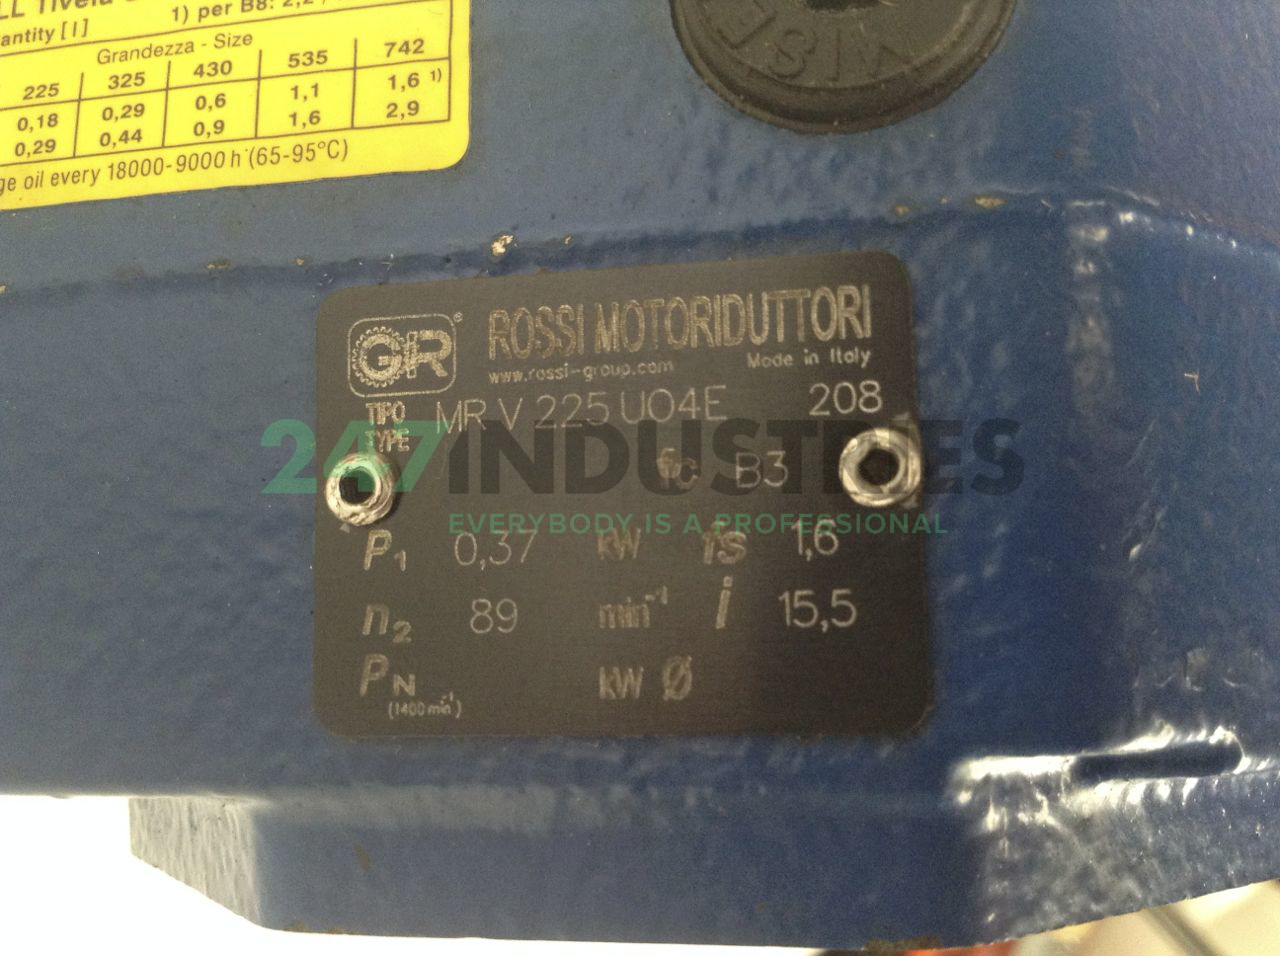 antity [ l ]
1) per B8: 2,2
Grandezza - Size
225 325 430 535 742
0,18 0,29 0,6 1,1 1,6 1)
0,29 0,44 0,9 1,6 2,9
ge oil every 18000-9000 h (65-95°C)
GR® ROSSI MOTORIDUTTORI
www.rossi-group.com Made in Italy
TIPO
TYPE MR V 225 UO4E 208
fc B3
247 INDUSTRIES
EVERYBODY IS A PROFESSIONAL
P1 0,37 kW fs 1,6
n2 89 min-1 i 15,5
PN kW Ø
(1400 min-1)